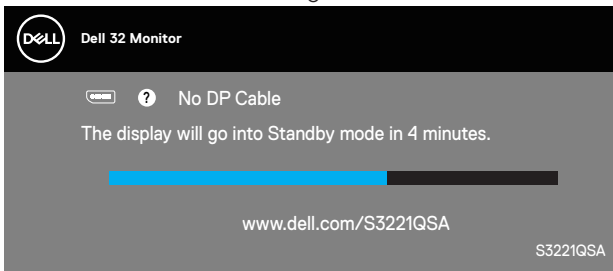 DELL
Dell 32 Monitor
? No DP Cable
The display will go into Standby mode in 4 minutes.
www.dell.com/S3221QSA
S3221QSA